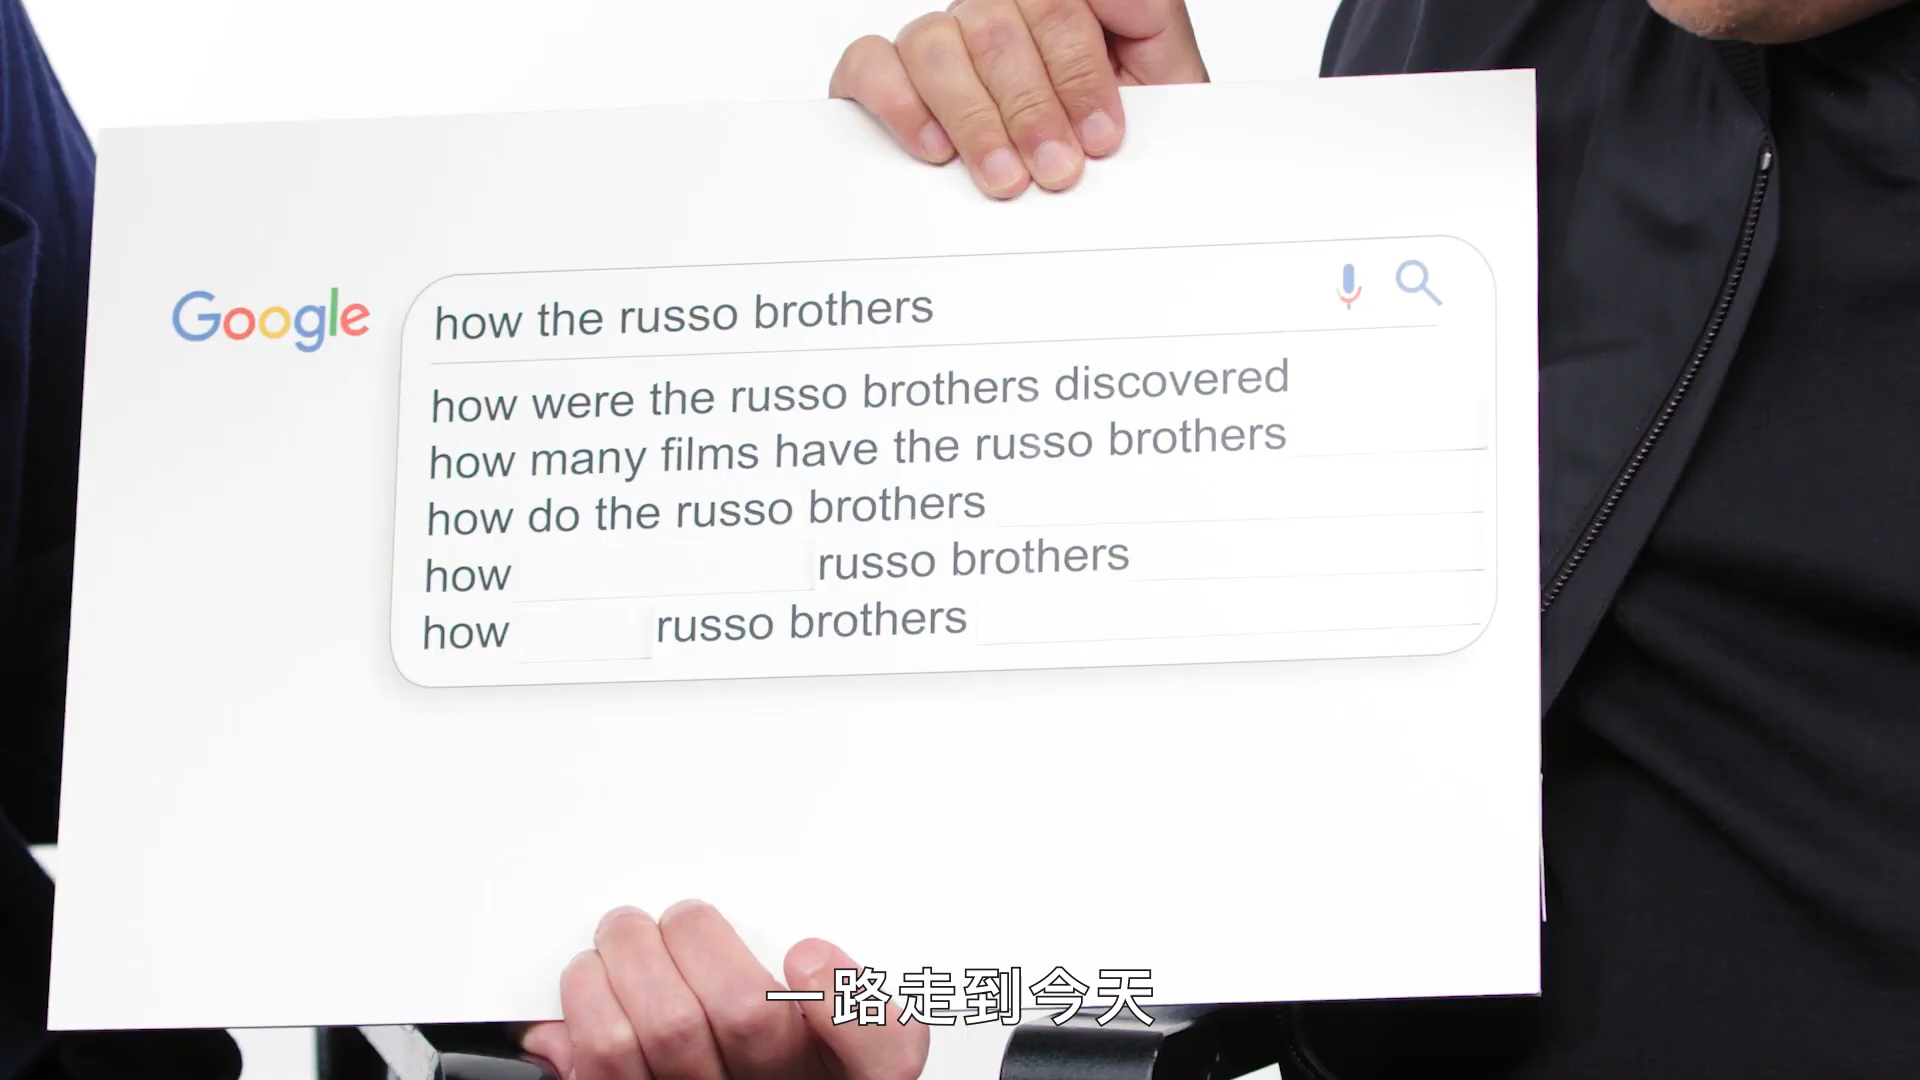 Google
how the russo brothers
how were the russo brothers discovered
how many films have the russo brothers
how do the russo brothers
how russo brothers
how russo brothers
一路走到今天